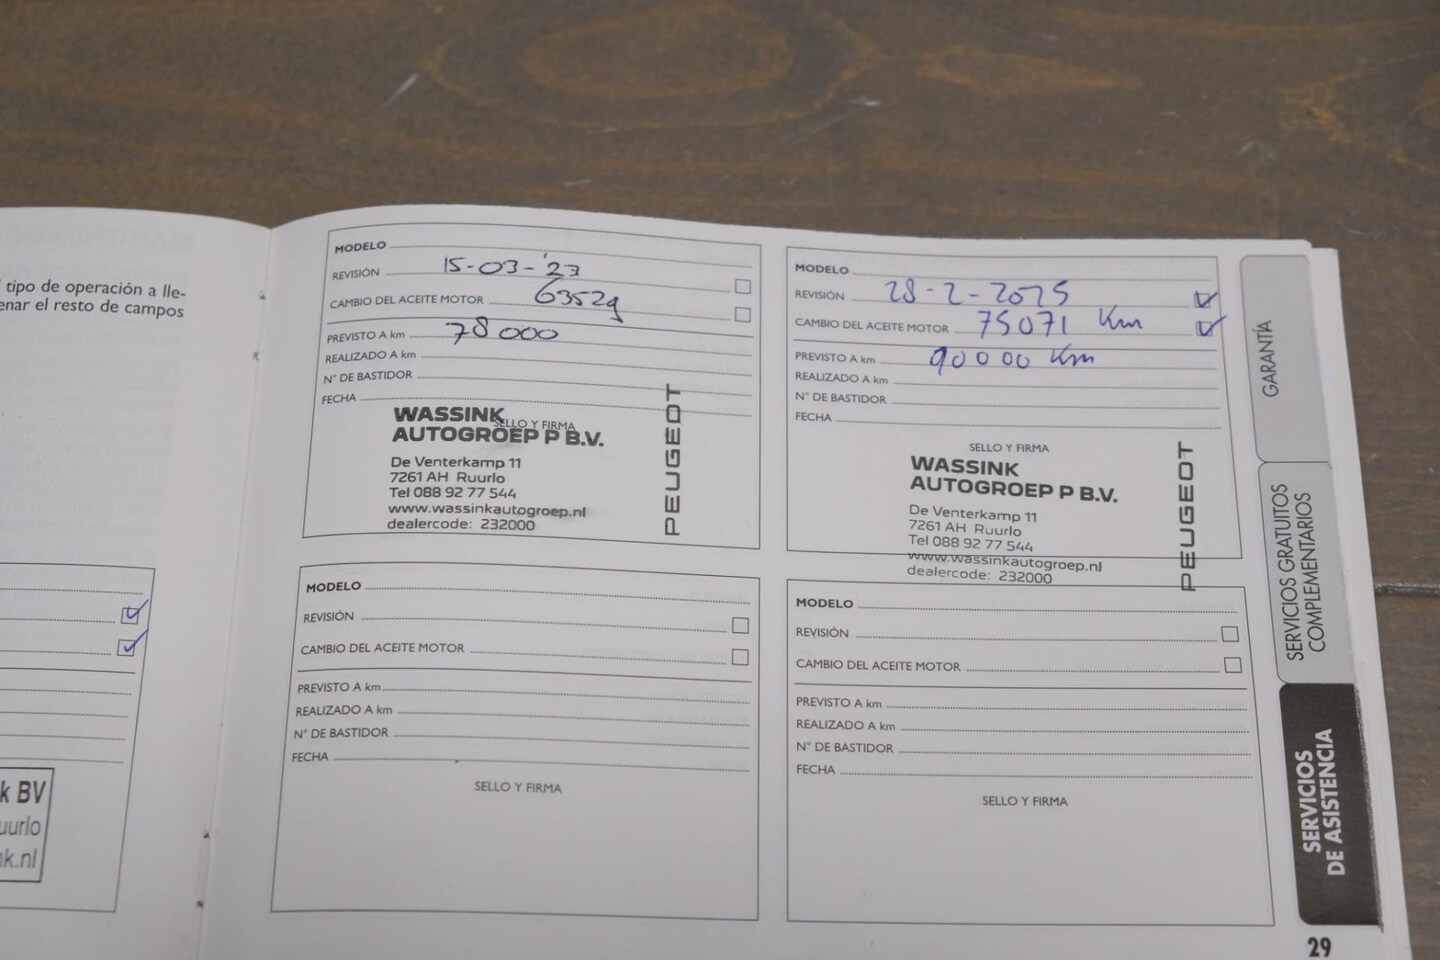 tipo de operación a lle-
enar el resto de campos
k BV
uurlo
nk.nl
MODELO
REVISIÓN 15-03-'23
CAMBIO DEL ACEITE MOTOR 63529
PREVISTO A km 78000
REALIZADO A km
N° DE BASTIDOR
FECHA
SELLO Y FIRMA
WASSINK
AUTOGROEP P B.V.
De Venterkamp 11
7261 AH Ruurlo
Tel 088 92 77 544
www.wassinkautogroep.nl
dealercode: 232000
PEUGEOT
MODELO
REVISIÓN 28-2-2025
CAMBIO DEL ACEITE MOTOR 75071 Km
PREVISTO A km 90000 Km
REALIZADO A km
N° DE BASTIDOR
FECHA
SELLO Y FIRMA
WASSINK
AUTOGROEP P B.V.
De Venterkamp 11
7261 AH Ruurlo
Tel 088 92 77 544
www.wassinkautogroep.nl
dealercode: 232000
PEUGEOT
MODELO
REVISIÓN
CAMBIO DEL ACEITE MOTOR
PREVISTO A km
REALIZADO A km
N° DE BASTIDOR
FECHA
SELLO Y FIRMA
MODELO
REVISIÓN
CAMBIO DEL ACEITE MOTOR
PREVISTO A km
REALIZADO A km
N° DE BASTIDOR
FECHA
SELLO Y FIRMA
GARANTÍA
SERVICIOS GRATUITOS
COMPLEMENTARIOS
SERVICIOS
DE ASISTENCIA
29